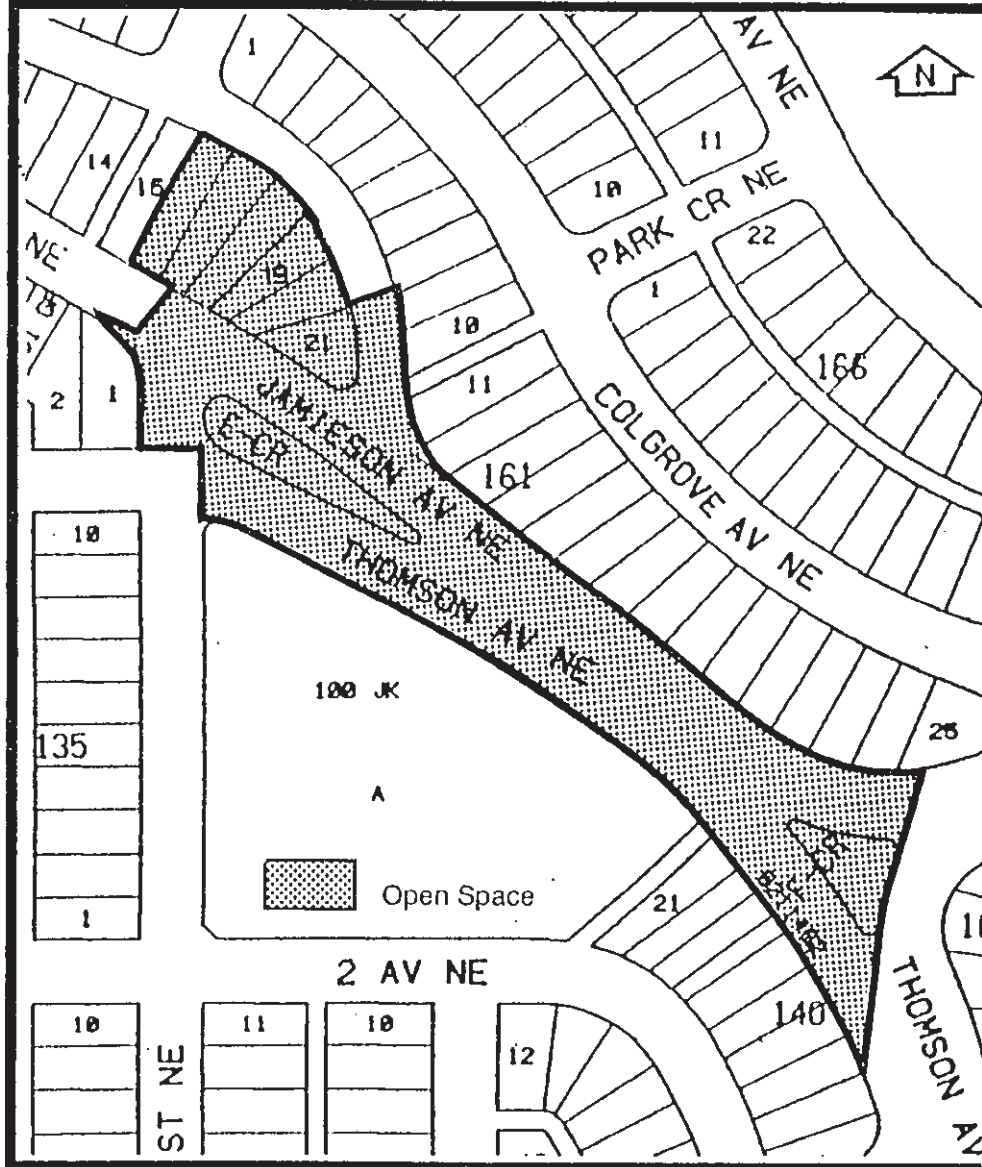 AV NE
N
1
11
14
16
10
PARK CR NE
22
NE
19
1
10
21
166
2
1
JAMIESON AV NE
11
COLGROVE AV NE
E-CR
161
10
THOMSON AV NE
100 JK
26
135
A
CR
Open Space
21
1
2 AV NE
THOMSON AV
140
10
11
10
12
ST NE